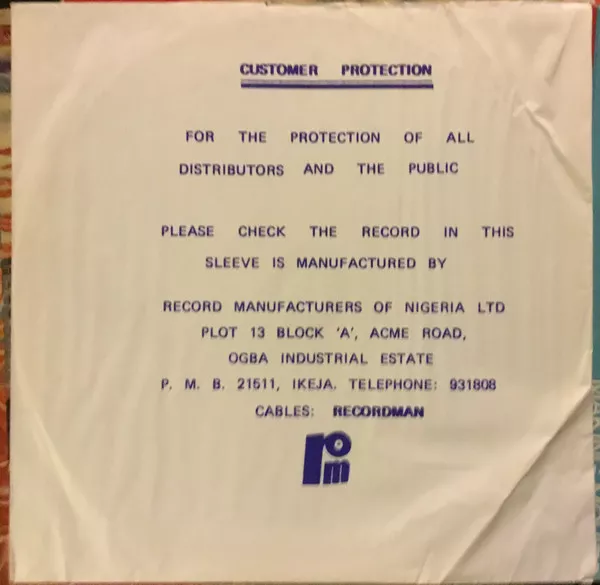 CUSTOMER PROTECTION
FOR THE PROTECTION OF ALL
DISTRIBUTORS AND THE PUBLIC
PLEASE CHECK THE RECORD IN THIS
SLEEVE IS MANUFACTURED BY
RECORD MANUFACTURERS OF NIGERIA LTD
PLOT 13 BLOCK 'A', ACME ROAD,
OGBA INDUSTRIAL ESTATE
P. M. B. 21511, IKEJA. TELEPHONE: 931808
CABLES: RECORDMAN
rom